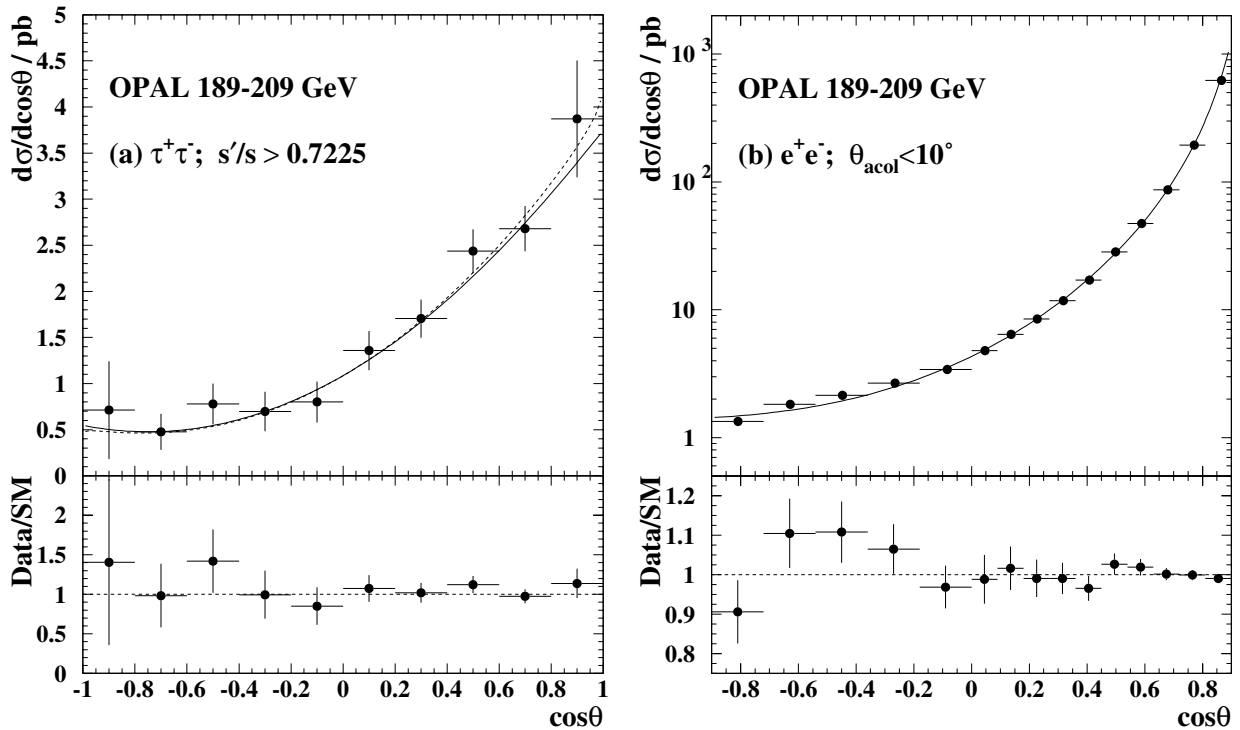 dσ/dcosθ / pb
5
4.5
4
3.5
3
2.5
2
1.5
1
0.5
0
OPAL 189-209 GeV
(a) τ⁺τ⁻; s′/s > 0.7225
Data/SM
2
1.5
1
0.5
0
-1 -0.8 -0.6 -0.4 -0.2 0 0.2 0.4 0.6 0.8 1
cosθ
dσ/dcosθ / pb
10³
10²
10
1
OPAL 189-209 GeV
(b) e⁺e⁻; θacol<10°
Data/SM
1.2
1.1
1
0.9
0.8
-0.8 -0.6 -0.4 -0.2 0 0.2 0.4 0.6 0.8
cosθ